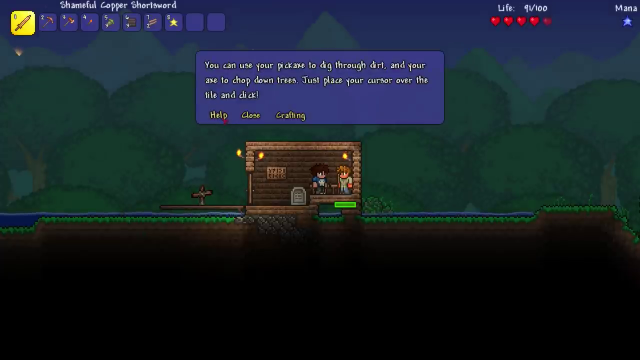 Shameful Copper Shortsword
Life: 91/100
Mana
You can use your pickaxe to dig through dirt, and your
axe to chop down trees. Just place your cursor over the
tile and click!
Help Close Crafting